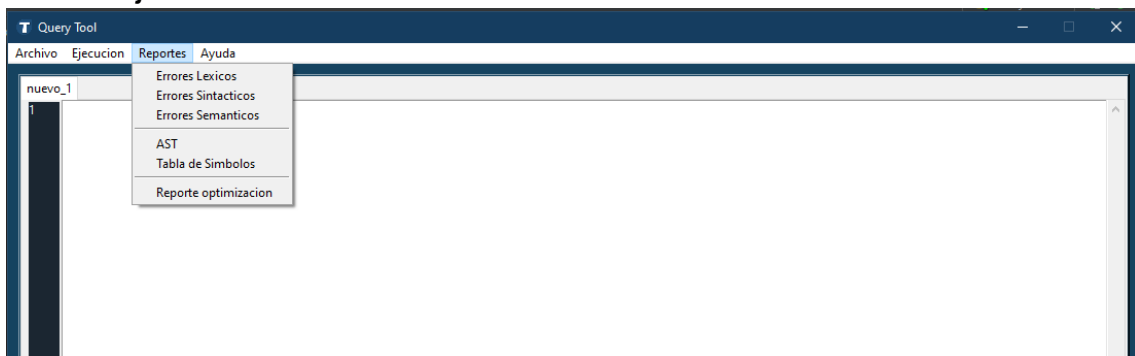 Query Tool
Archivo Ejecucion Reportes Ayuda
nuevo_1
1
Errores Lexicos
Errores Sintacticos
Errores Semanticos
AST
Tabla de Simbolos
Reporte optimizacion